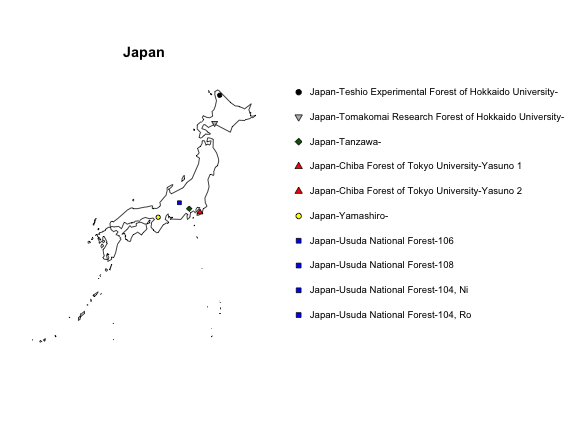 Japan
Japan-Teshio Experimental Forest of Hokkaido University-
Japan-Tomakomai Research Forest of Hokkaido University-
Japan-Tanzawa-
Japan-Chiba Forest of Tokyo University-Yasuno 1
Japan-Chiba Forest of Tokyo University-Yasuno 2
Japan-Yamashiro-
Japan-Usuda National Forest-106
Japan-Usuda National Forest-108
Japan-Usuda National Forest-104, Ni
Japan-Usuda National Forest-104, Ro